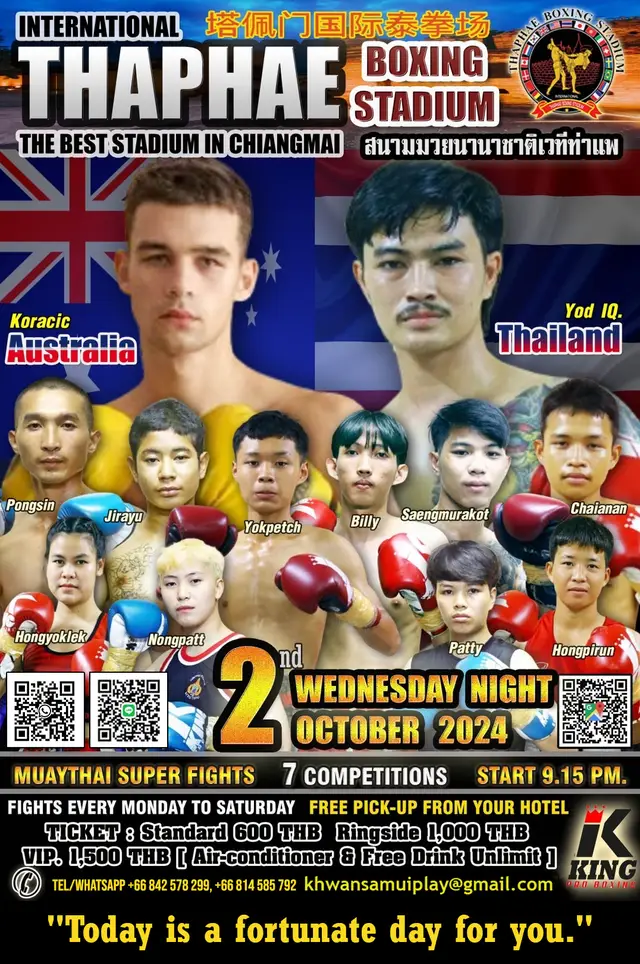 INTERNATIONAL
塔佩门国际泰拳场
THAPHAE
BOXING
STADIUM
THAPHAE BOXING STADIUM
THE BEST STADIUM IN CHIANGMAI
สนามมวยนานาชาติเวทีท่าแพ
Koracic
Australia
Yod IQ.
Thailand
Pongsin
Jirayu
Yokpetch
Billy
Saengmurakot
Chaianan
Hongyoklek
Nongpatt
Patty
Hongpirun
2nd
WEDNESDAY NIGHT
OCTOBER 2024
MUAYTHAI SUPER FIGHTS 7 COMPETITIONS START 9.15 PM.
FIGHTS EVERY MONDAY TO SATURDAY FREE PICK-UP FROM YOUR HOTEL
TICKET : Standard 600 THB Ringside 1,000 THB
VIP. 1,500 THB [ Air-conditioner & Free Drink Unlimit ]
K
KING
PRO BOXING
TEL/WHATSAPP +66 842 578 299, +66 814 585 792 khwansamuiplay@gmail.com
"Today is a fortunate day for you."